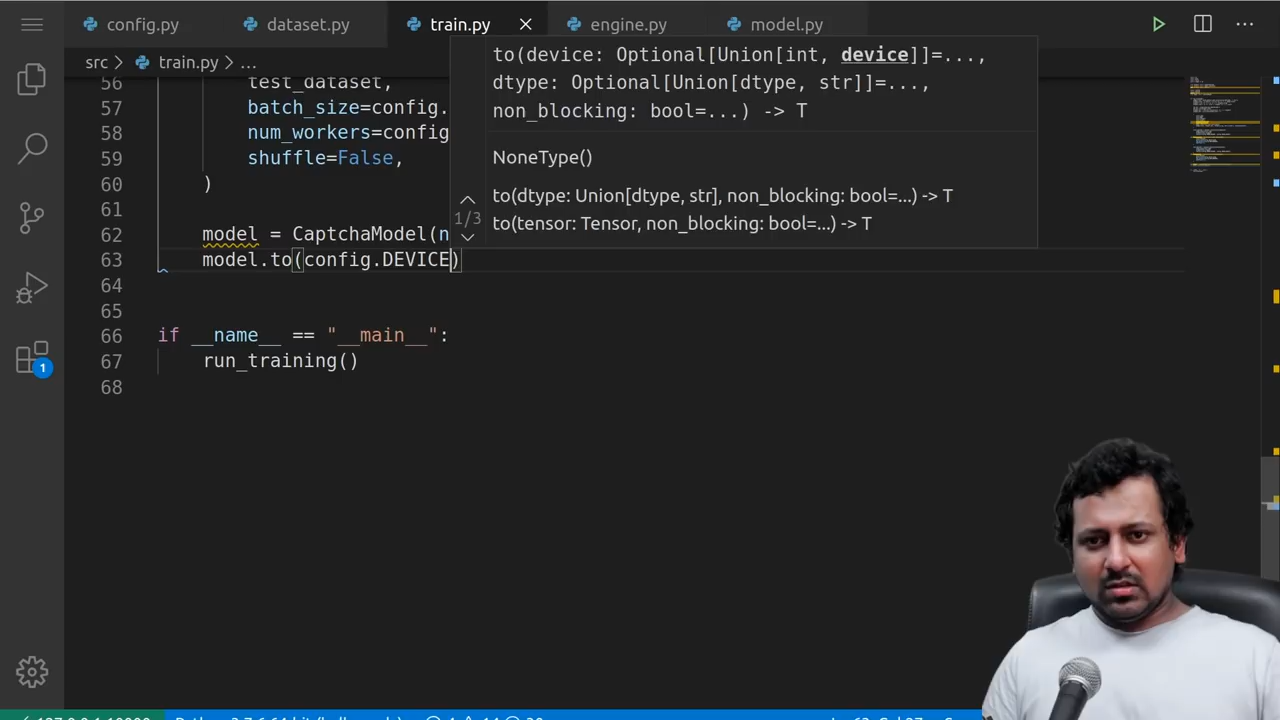 config.py
dataset.py
train.py
engine.py
model.py
src
train.py
...
to(device: Optional[Union[int, device]]=...,
dtype: Optional[Union[dtype, str]]=...,
non_blocking: bool=...) -> T
NoneType()
to(dtype: Union[dtype, str], non_blocking: bool=...) -> T
to(tensor: Tensor, non_blocking: bool=...) -> T
1/3
56 test_dataset,
57 batch_size=config.
58 num_workers=config
59 shuffle=False,
60 )
61
62 model = CaptchaModel(n
63 model.to(config.DEVICE)
64
65
66 if __name__ == "__main__":
67 run_training()
68
1